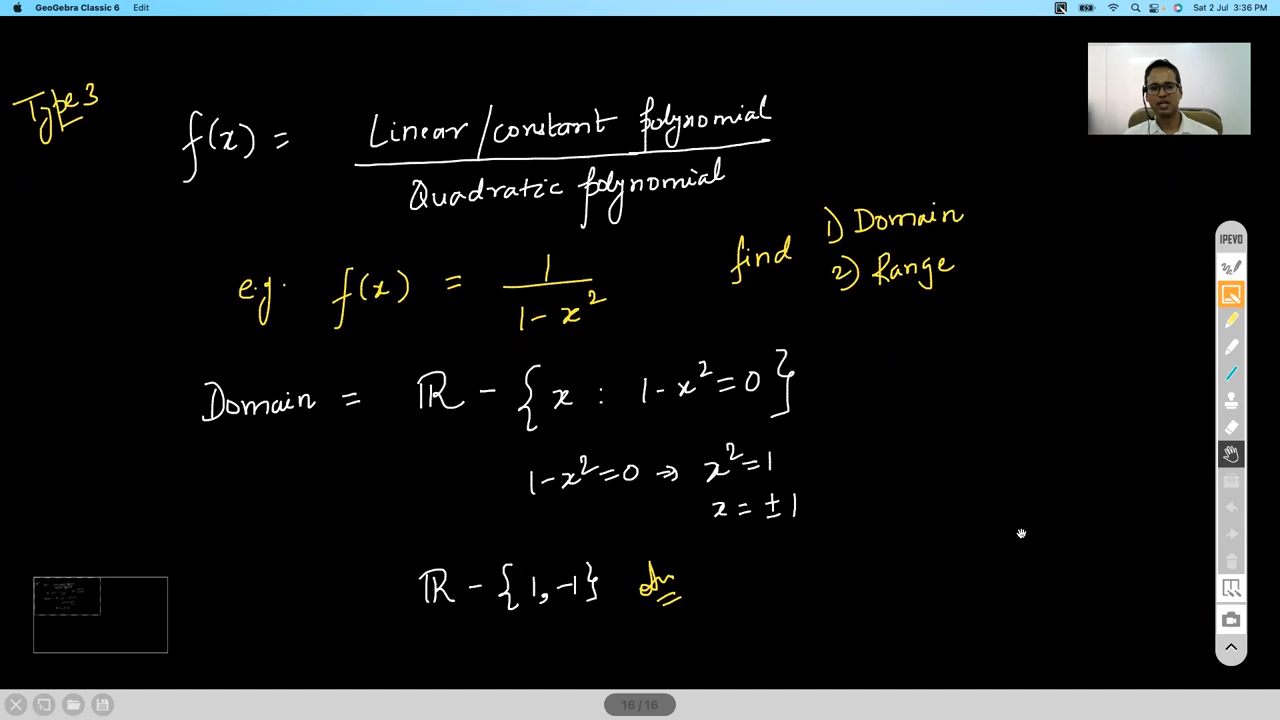 GeoGebra Classic 6 Edit Sat 2 Jul 3:36 PM
Type 3
f(x) = Linear/constant polynomial
Quadratic polynomial
e.g. f(x) = 1
1 - x²
find 1) Domain
2) Range
Domain = ℝ - { x : 1 - x² = 0 }
1 - x² = 0 ⇒ x² = 1
x = ± 1
ℝ - { 1, -1 } Ans
IPEVO
16 / 16